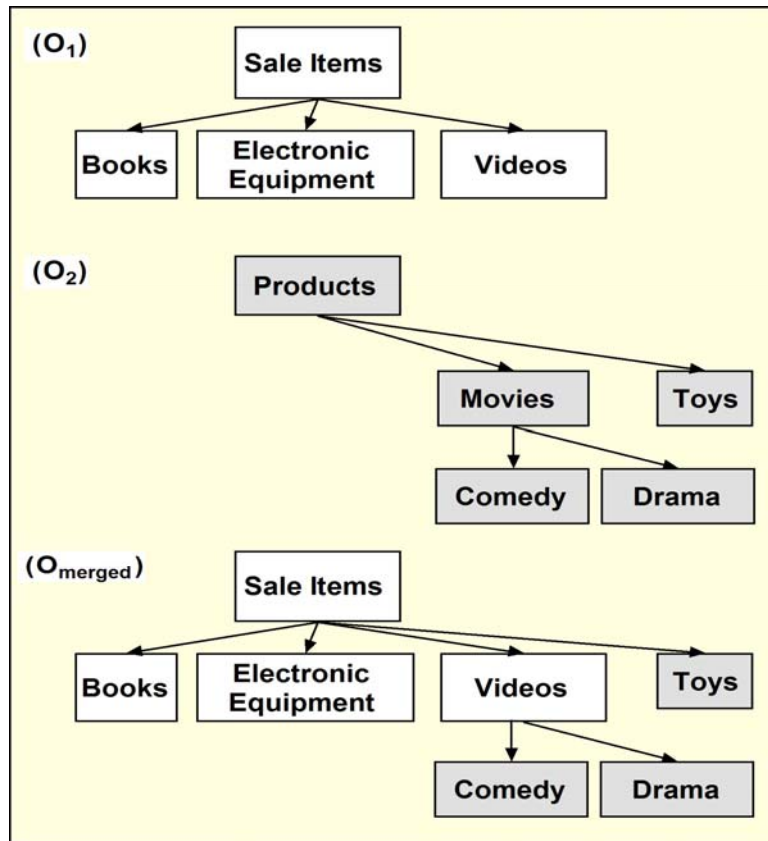 (O1)
Sale Items
Books
Electronic
Equipment
Videos
(O2)
Products
Movies
Toys
Comedy
Drama
(Omerged)
Sale Items
Books
Electronic
Equipment
Videos
Toys
Comedy
Drama